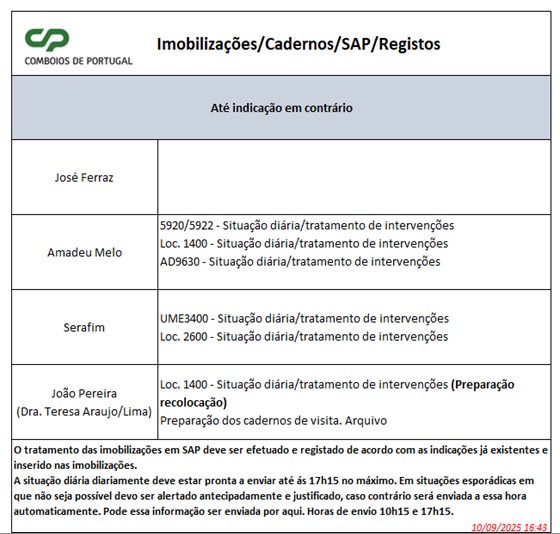 CP
COMBOIOS DE PORTUGAL
Imobilizações/Cadernos/SAP/Registos
Até indicação em contrário
José Ferraz
Amadeu Melo
5920/5922 - Situação diária/tratamento de intervenções
Loc. 1400 - Situação diária/tratamento de intervenções
AD9630 - Situação diária/tratamento de intervenções
Serafim
UME3400 - Situação diária/tratamento de intervenções
Loc. 2600 - Situação diária/tratamento de intervenções
João Pereira
(Dra. Teresa Araujo/Lima)
Loc. 1400 - Situação diária/tratamento de intervenções (Preparação
recolocação)
Preparação dos cadernos de visita. Arquivo
O tratamento das imobilizações em SAP deve ser efetuado e registado de acordo com as indicações já existentes e
inserido nas imobilizações.
A situação diária diariamente deve estar pronta a enviar até ás 17h15 no máximo. Em situações esporádicas em
que não seja possível devo ser alertado antecipadamente e justificado, caso contrário será enviada a essa hora
automaticamente. Pode essa informação ser enviada por aqui. Horas de envio 10h15 e 17h15.
10/09/2025 16:43